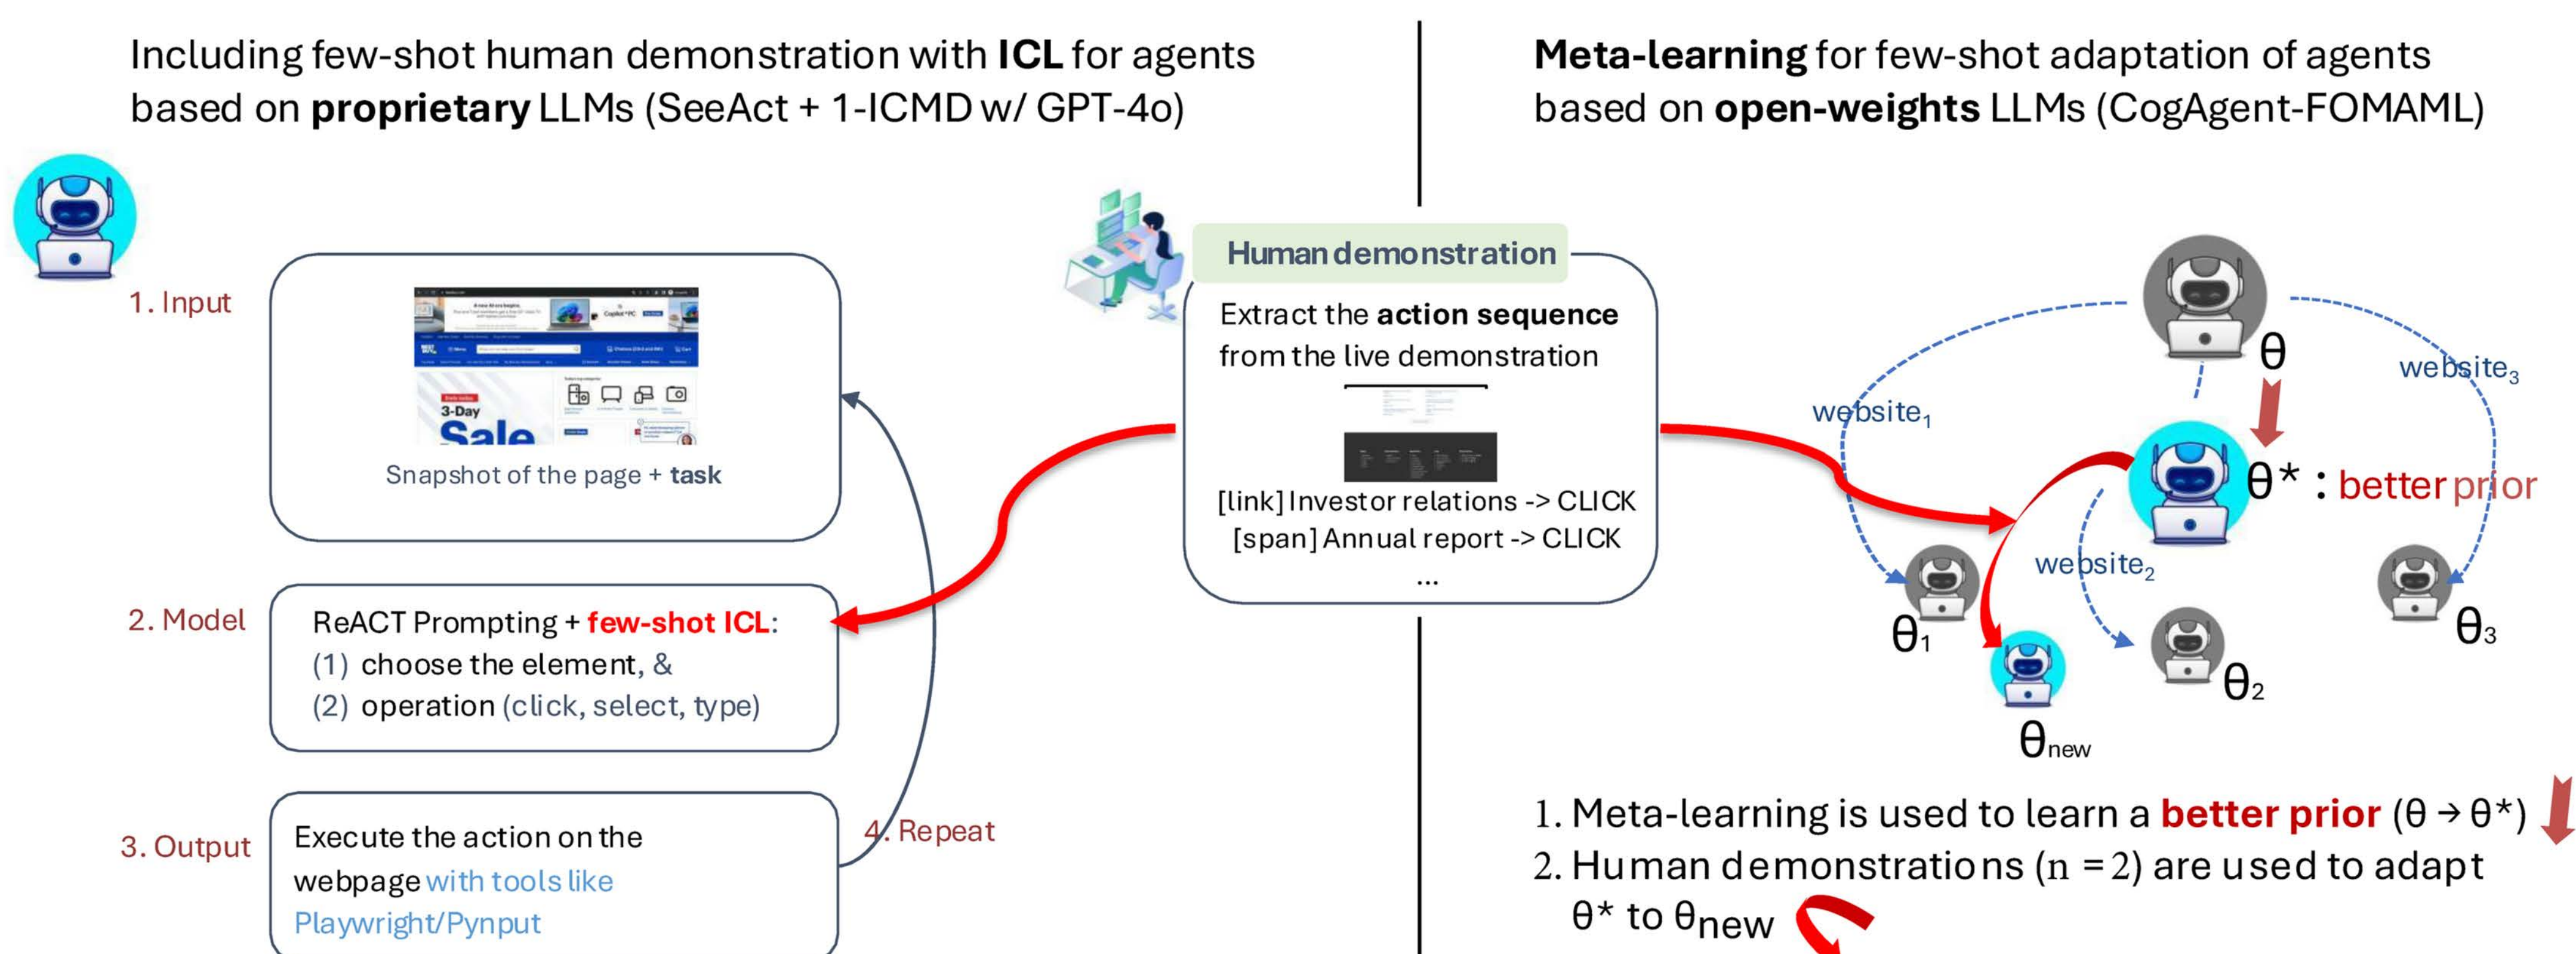 Including few-shot human demonstration with ICL for agents
based on proprietary LLMs (SeeAct + 1-ICMD w/ GPT-4o)
1. Input
3-Day
Sale
Snapshot of the page + task
2. Model
ReACT Prompting + few-shot ICL:
(1) choose the element, &
(2) operation (click, select, type)
3. Output
Execute the action on the
webpage with tools like
Playwright/Pynput
4. Repeat
Human demonstration
Extract the action sequence
from the live demonstration
[link] Investor relations -> CLICK
[span] Annual report -> CLICK
...
Meta-learning for few-shot adaptation of agents
based on open-weights LLMs (CogAgent-FOMAML)
θ
website₃
website₁
θ* : better prior
website₂
θ₁
θ₃
θ₂
θnew
1. Meta-learning is used to learn a better prior (θ → θ*)
2. Human demonstrations (n = 2) are used to adapt
θ* to θnew